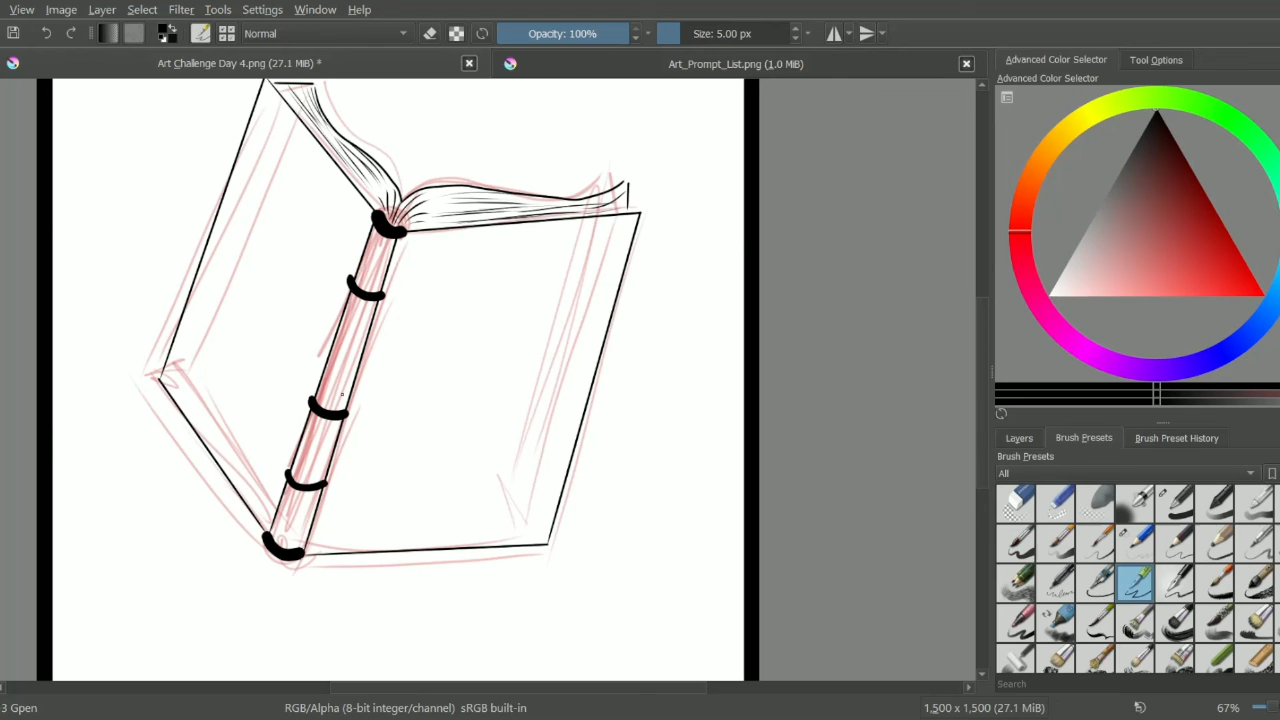 View Image Layer Select Filter Tools Settings Window Help
Normal Opacity: 100% Size: 5.00 px
Art Challenge Day 4.png (27.1 MiB) * Art_Prompt_List.png (1.0 MiB)
Advanced Color Selector Tool Options
Advanced Color Selector
Layers Brush Presets Brush Preset History
Brush Presets
All
Search
3 Gpen RGB/Alpha (8-bit integer/channel) sRGB built-in 1,500 x 1,500 (27.1 MiB) 67%